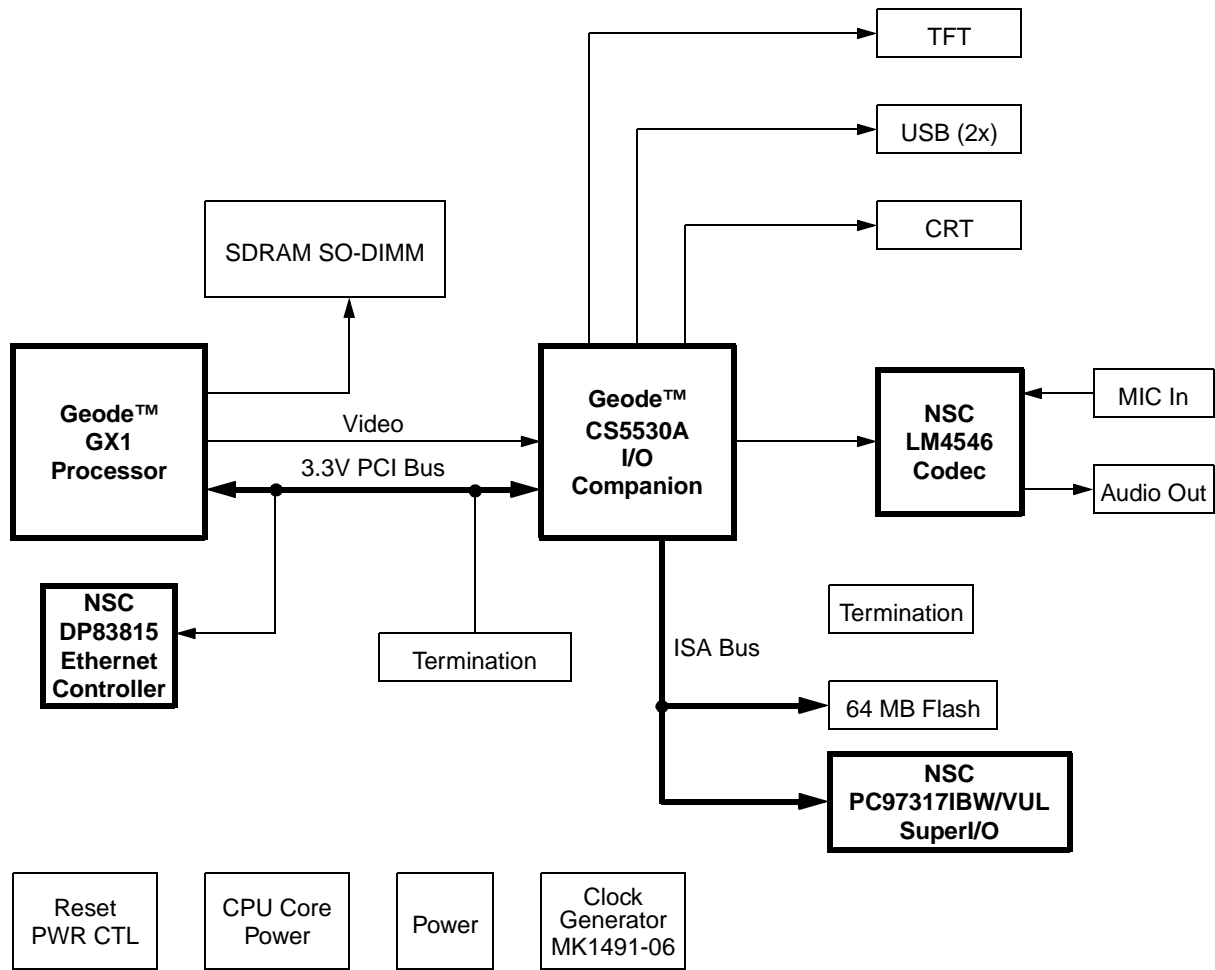 TFT
USB (2x)
CRT
SDRAM SO-DIMM
Geode™
GX1
Processor
Video
3.3V PCI Bus
Geode™
CS5530A
I/O
Companion
NSC
LM4546
Codec
MIC In
Audio Out
NSC
DP83815
Ethernet
Controller
Termination
ISA Bus
Termination
64 MB Flash
NSC
PC97317IBW/VUL
SuperI/O
Reset
PWR CTL
CPU Core
Power
Power
Clock
Generator
MK1491-06